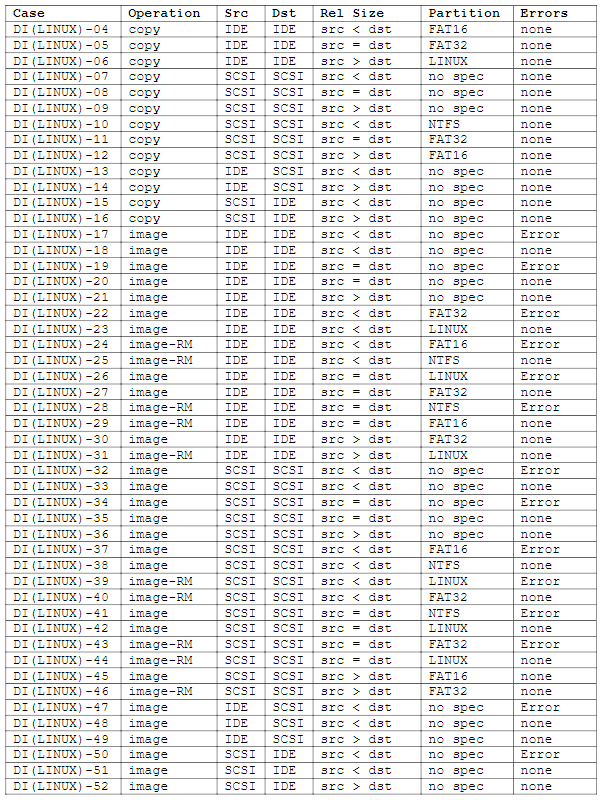 Case Operation Src Dst Rel Size Partition Errors
DI(LINUX)-04 copy IDE IDE src < dst FAT16 none
DI(LINUX)-05 copy IDE IDE src = dst FAT32 none
DI(LINUX)-06 copy IDE IDE src > dst LINUX none
DI(LINUX)-07 copy SCSI SCSI src < dst no spec none
DI(LINUX)-08 copy SCSI SCSI src = dst no spec none
DI(LINUX)-09 copy SCSI SCSI src > dst no spec none
DI(LINUX)-10 copy SCSI SCSI src < dst NTFS none
DI(LINUX)-11 copy SCSI SCSI src = dst FAT32 none
DI(LINUX)-12 copy SCSI SCSI src > dst FAT16 none
DI(LINUX)-13 copy IDE SCSI src < dst no spec none
DI(LINUX)-14 copy IDE SCSI src > dst no spec none
DI(LINUX)-15 copy SCSI IDE src < dst no spec none
DI(LINUX)-16 copy SCSI IDE src > dst no spec none
DI(LINUX)-17 image IDE IDE src < dst no spec Error
DI(LINUX)-18 image IDE IDE src < dst no spec none
DI(LINUX)-19 image IDE IDE src = dst no spec Error
DI(LINUX)-20 image IDE IDE src = dst no spec none
DI(LINUX)-21 image IDE IDE src > dst no spec none
DI(LINUX)-22 image IDE IDE src < dst FAT32 Error
DI(LINUX)-23 image IDE IDE src < dst LINUX none
DI(LINUX)-24 image-RM IDE IDE src < dst FAT16 Error
DI(LINUX)-25 image-RM IDE IDE src < dst NTFS none
DI(LINUX)-26 image IDE IDE src = dst LINUX Error
DI(LINUX)-27 image IDE IDE src = dst FAT32 none
DI(LINUX)-28 image-RM IDE IDE src = dst NTFS Error
DI(LINUX)-29 image-RM IDE IDE src = dst FAT16 none
DI(LINUX)-30 image IDE IDE src > dst FAT32 none
DI(LINUX)-31 image-RM IDE IDE src > dst LINUX none
DI(LINUX)-32 image SCSI SCSI src < dst no spec Error
DI(LINUX)-33 image SCSI SCSI src < dst no spec none
DI(LINUX)-34 image SCSI SCSI src = dst no spec Error
DI(LINUX)-35 image SCSI SCSI src = dst no spec none
DI(LINUX)-36 image SCSI SCSI src > dst no spec none
DI(LINUX)-37 image SCSI SCSI src < dst FAT16 Error
DI(LINUX)-38 image SCSI SCSI src < dst NTFS none
DI(LINUX)-39 image-RM SCSI SCSI src < dst LINUX Error
DI(LINUX)-40 image-RM SCSI SCSI src < dst FAT32 none
DI(LINUX)-41 image SCSI SCSI src = dst NTFS Error
DI(LINUX)-42 image SCSI SCSI src = dst LINUX none
DI(LINUX)-43 image-RM SCSI SCSI src = dst FAT32 Error
DI(LINUX)-44 image-RM SCSI SCSI src = dst LINUX none
DI(LINUX)-45 image SCSI SCSI src > dst FAT16 none
DI(LINUX)-46 image-RM SCSI SCSI src > dst FAT32 none
DI(LINUX)-47 image IDE SCSI src < dst no spec Error
DI(LINUX)-48 image IDE SCSI src < dst no spec none
DI(LINUX)-49 image IDE SCSI src > dst no spec none
DI(LINUX)-50 image SCSI IDE src < dst no spec Error
DI(LINUX)-51 image SCSI IDE src < dst no spec none
DI(LINUX)-52 image SCSI IDE src > dst no spec none